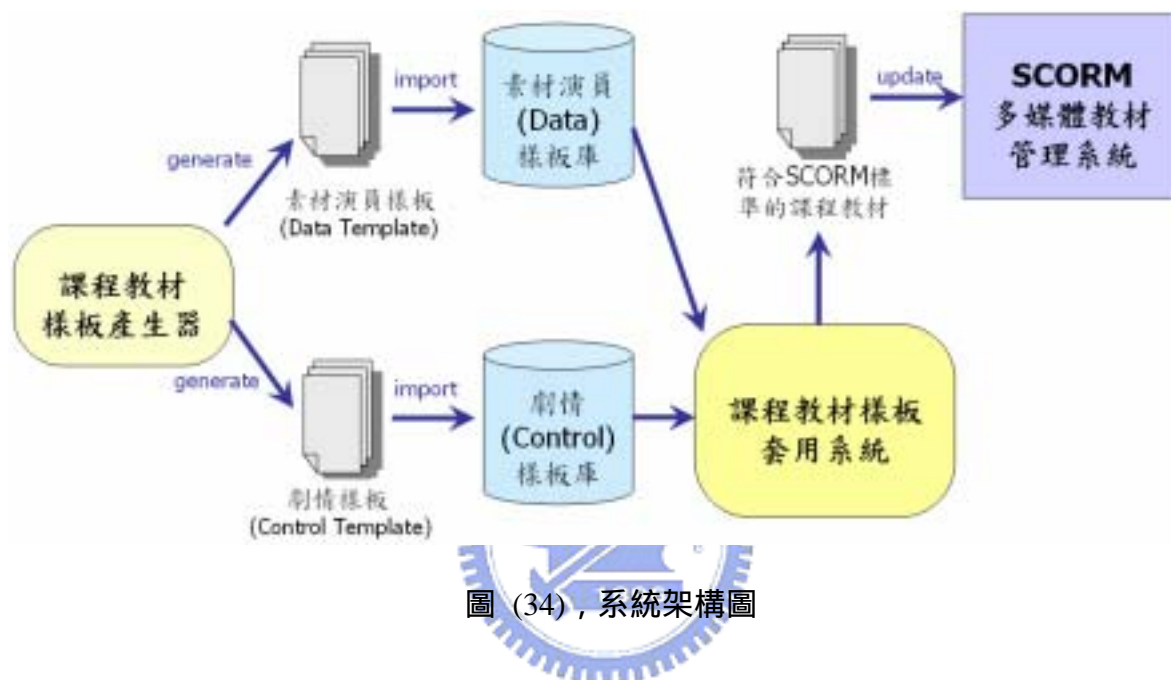 import
素材演員
(Data)
樣板庫
update
SCORM
多媒體教材
管理系統
generate
素材演員樣板
(Data Template)
符合SCORM標
準的課程教材
課程教材
樣板產生器
generate
import
劇情
(Control)
樣板庫
課程教材樣板
套用系統
劇情樣板
(Control Template)
圖 (34)，系統架構圖